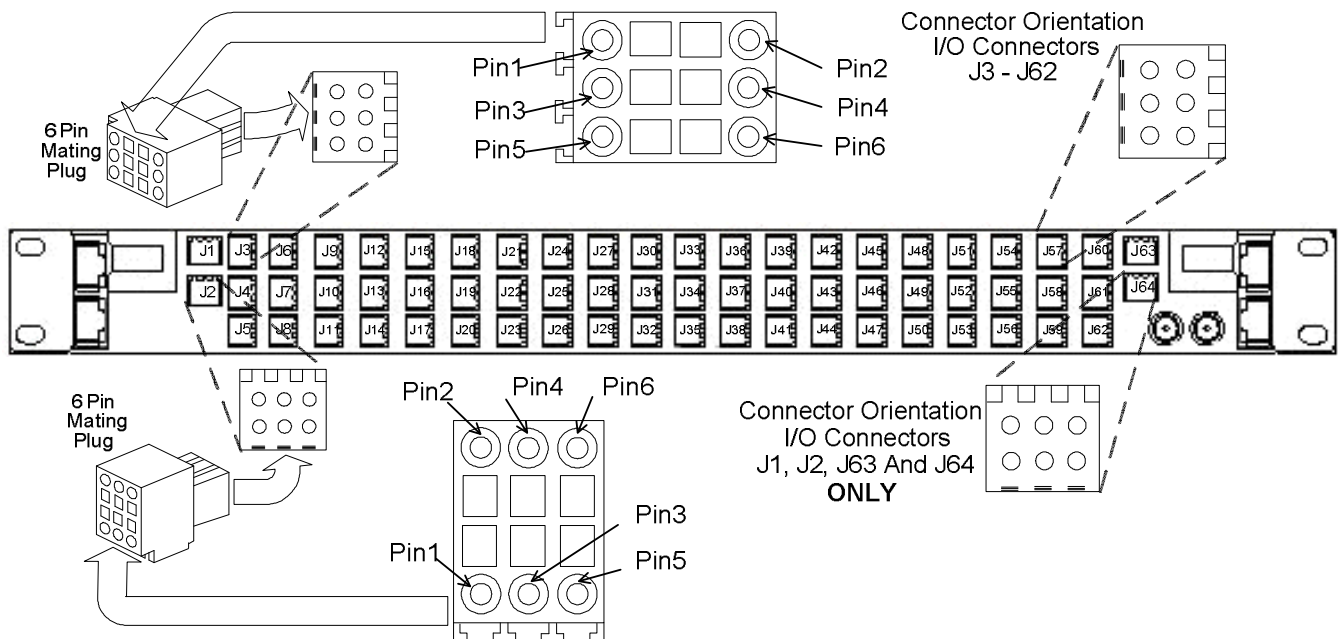 Connector Orientation
I/O Connectors
J3 - J62
Pin1
Pin2
Pin3
Pin4
Pin5
Pin6
6 Pin
Mating
Plug
J1 J3 J6 J9 J12 J15 J18 J21 J24 J27 J30 J33 J36 J39 J42 J45 J48 J51 J54 J57 J60 J63
J2 J4 J7 J10 J13 J16 J19 J22 J25 J28 J31 J34 J37 J40 J43 J46 J49 J52 J55 J58 J61 J64
J5 J8 J11 J14 J17 J20 J23 J26 J29 J32 J35 J38 J41 J44 J47 J50 J53 J56 J59 J62
6 Pin
Mating
Plug
Pin2
Pin4
Pin6
Pin1
Pin3
Pin5
Connector Orientation
I/O Connectors
J1, J2, J63 And J64
ONLY